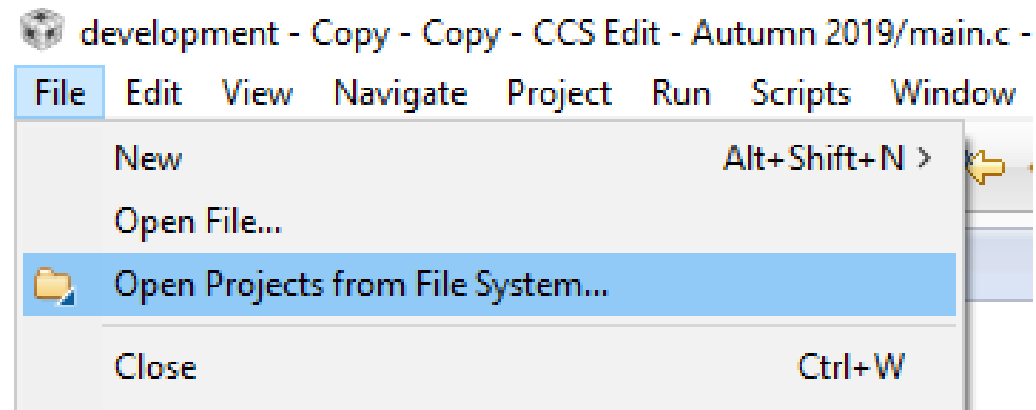 development - Copy - Copy - CCS Edit - Autumn 2019/main.c -
File Edit View Navigate Project Run Scripts Window
New Alt+Shift+N >
Open File...
Open Projects from File System...
Close Ctrl+W